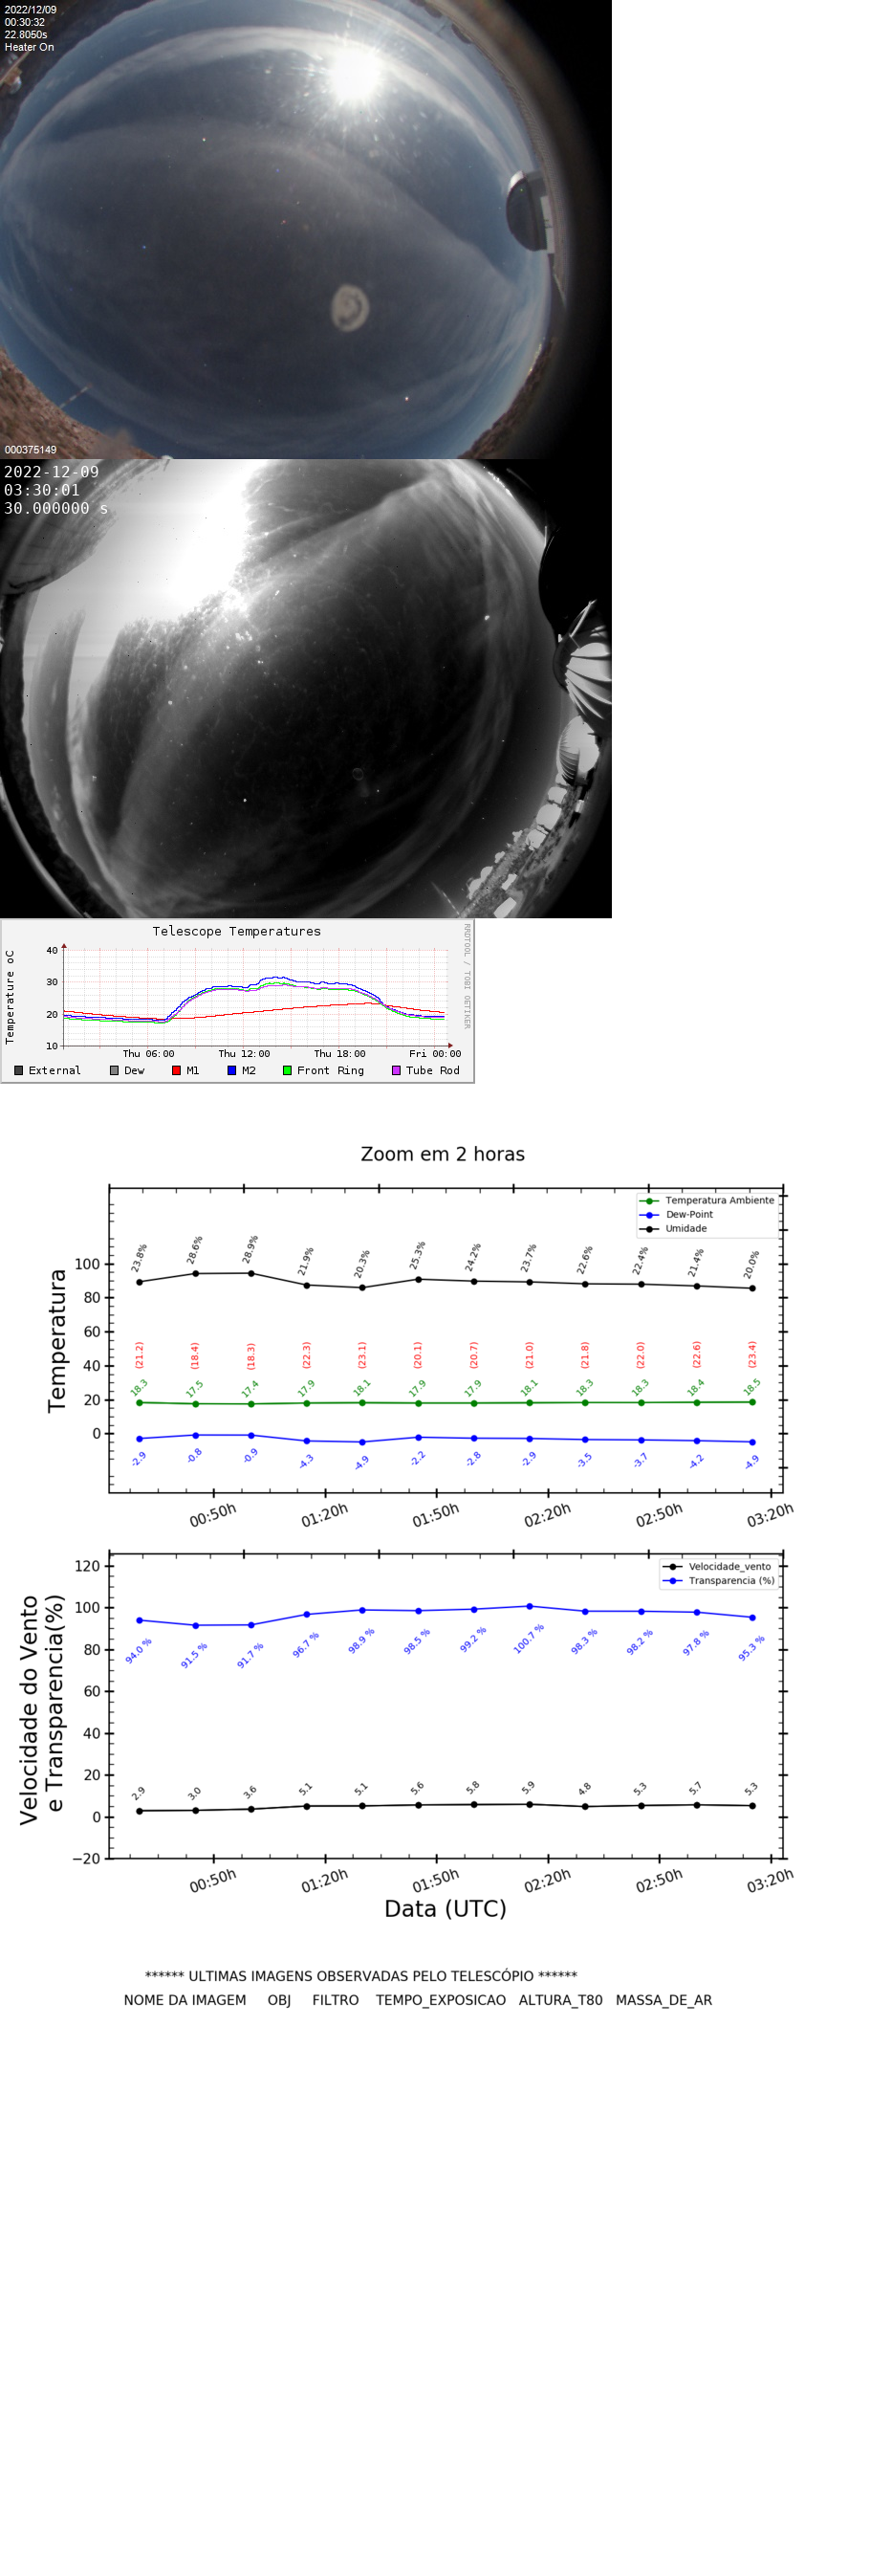 2022/12/09
00:30:32
22.8050s
Heater On
000375149
2022-12-09
03:30:01
30.000000 s
Telescope Temperatures
RRDTOOL / TOBI OETIKER
Temperature oC
40
30
20
10
Thu 06:00 Thu 12:00 Thu 18:00 Fri 00:00
External Dew M1 M2 Front Ring Tube Rod
Zoom em 2 horas
Temperatura Ambiente
Dew-Point
Umidade
Temperatura
100
80
60
40
20
0
23.8% 28.6% 28.9% 21.9% 20.3% 25.3% 24.2% 23.7% 22.6% 22.4% 21.4% 20.0%
(21.2) (18.4) (18.3) (22.3) (23.1) (20.1) (20.7) (21.0) (21.8) (22.0) (22.6) (23.4)
18.3 17.5 17.4 17.9 18.1 17.9 17.9 18.1 18.3 18.3 18.4 18.5
-2.9 -0.8 -0.9 -4.3 -4.9 -2.2 -2.8 -2.9 -3.5 -3.7 -4.2 -4.9
00:50h 01:20h 01:50h 02:20h 02:50h 03:20h
Velocidade_vento
Transparencia (%)
Velocidade do Vento
e Transparencia(%)
120
100
80
60
40
20
0
−20
94.0 % 91.5 % 91.7 % 96.7 % 98.9 % 98.5 % 99.2 % 100.7 % 98.3 % 98.2 % 97.8 % 95.3 %
2.9 3.0 3.6 5.1 5.1 5.6 5.8 5.9 4.8 5.3 5.7 5.3
00:50h 01:20h 01:50h 02:20h 02:50h 03:20h
Data (UTC)
****** ULTIMAS IMAGENS OBSERVADAS PELO TELESCÓPIO ******
NOME DA IMAGEM OBJ FILTRO TEMPO_EXPOSICAO ALTURA_T80 MASSA_DE_AR